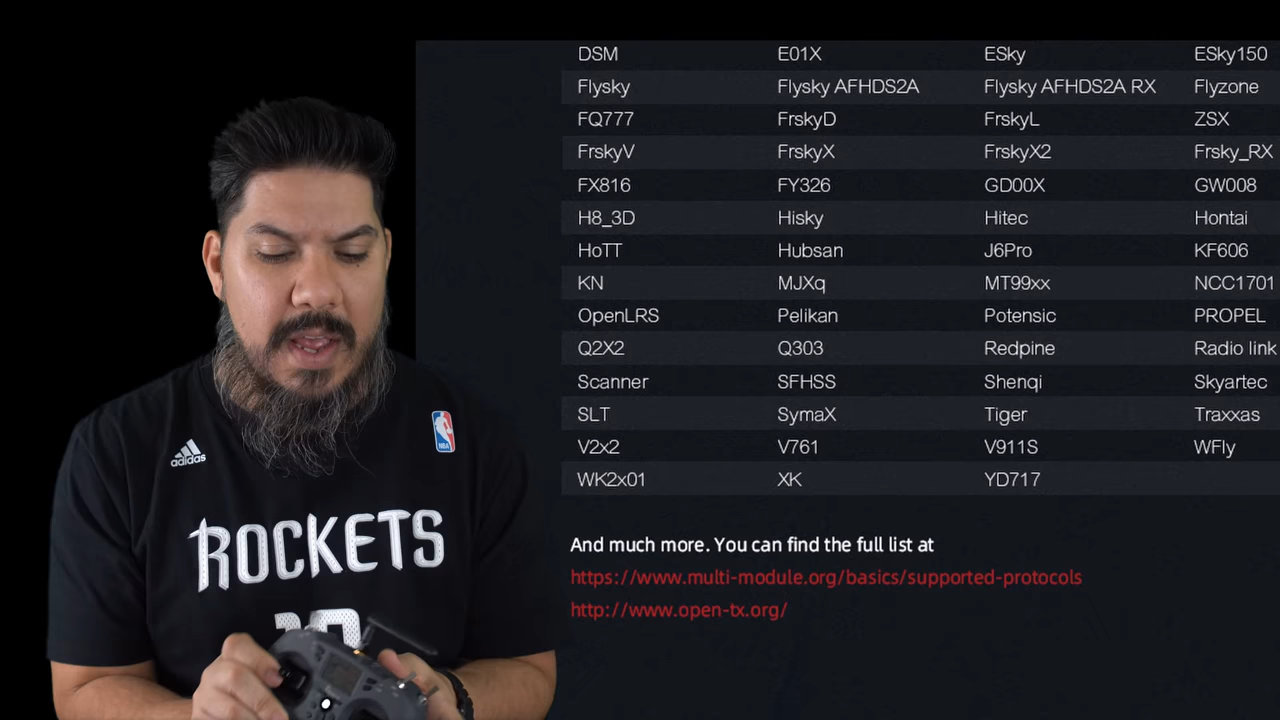 DSM E01X ESky ESky150
Flysky Flysky AFHDS2A Flysky AFHDS2A RX Flyzone
FQ777 FrskyD FrskyL ZSX
FrskyV FrskyX FrskyX2 Frsky_RX
FX816 FY326 GD00X GW008
H8_3D Hisky Hitec Hontai
HoTT Hubsan J6Pro KF606
KN MJXq MT99xx NCC1701
OpenLRS Pelikan Potensic PROPEL
Q2X2 Q303 Redpine Radio link
Scanner SFHSS Shenqi Skyartec
SLT SymaX Tiger Traxxas
V2x2 V761 V911S WFly
WK2x01 XK YD717
And much more. You can find the full list at
https://www.multi-module.org/basics/supported-protocols
http://www.open-tx.org/
adidas
NBA
ROCKETS